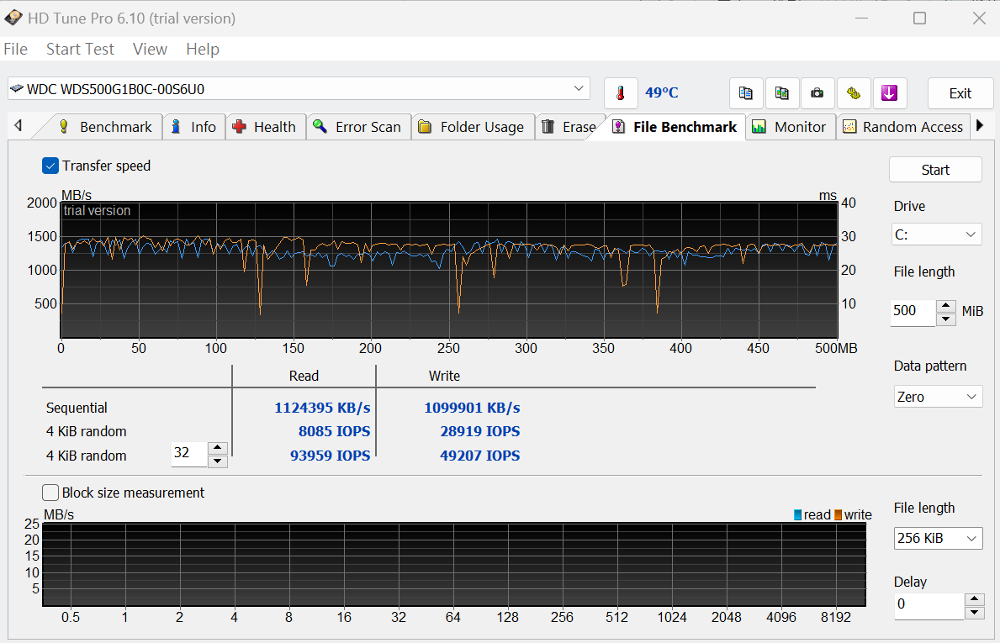 HD Tune Pro 6.10 (trial version)
File Start Test View Help
WDC WDS500G1B0C-00S6U0 49°C Exit
Benchmark Info Health Error Scan Folder Usage Erase File Benchmark Monitor Random Access
Transfer speed Start
MB/s ms
trial version
2000 40
1500 30
1000 20
500 10
0 50 100 150 200 250 300 350 400 450 500MB
Drive
C:
File length
500 MiB
Data pattern
Zero
Read Write
Sequential 1124395 KB/s 1099901 KB/s
4 KiB random 8085 IOPS 28919 IOPS
4 KiB random 32 93959 IOPS 49207 IOPS
Block size measurement
MB/s read write
25
20
15
10
5
0.5 1 2 4 8 16 32 64 128 256 512 1024 2048 4096 8192
File length
256 KiB
Delay
0